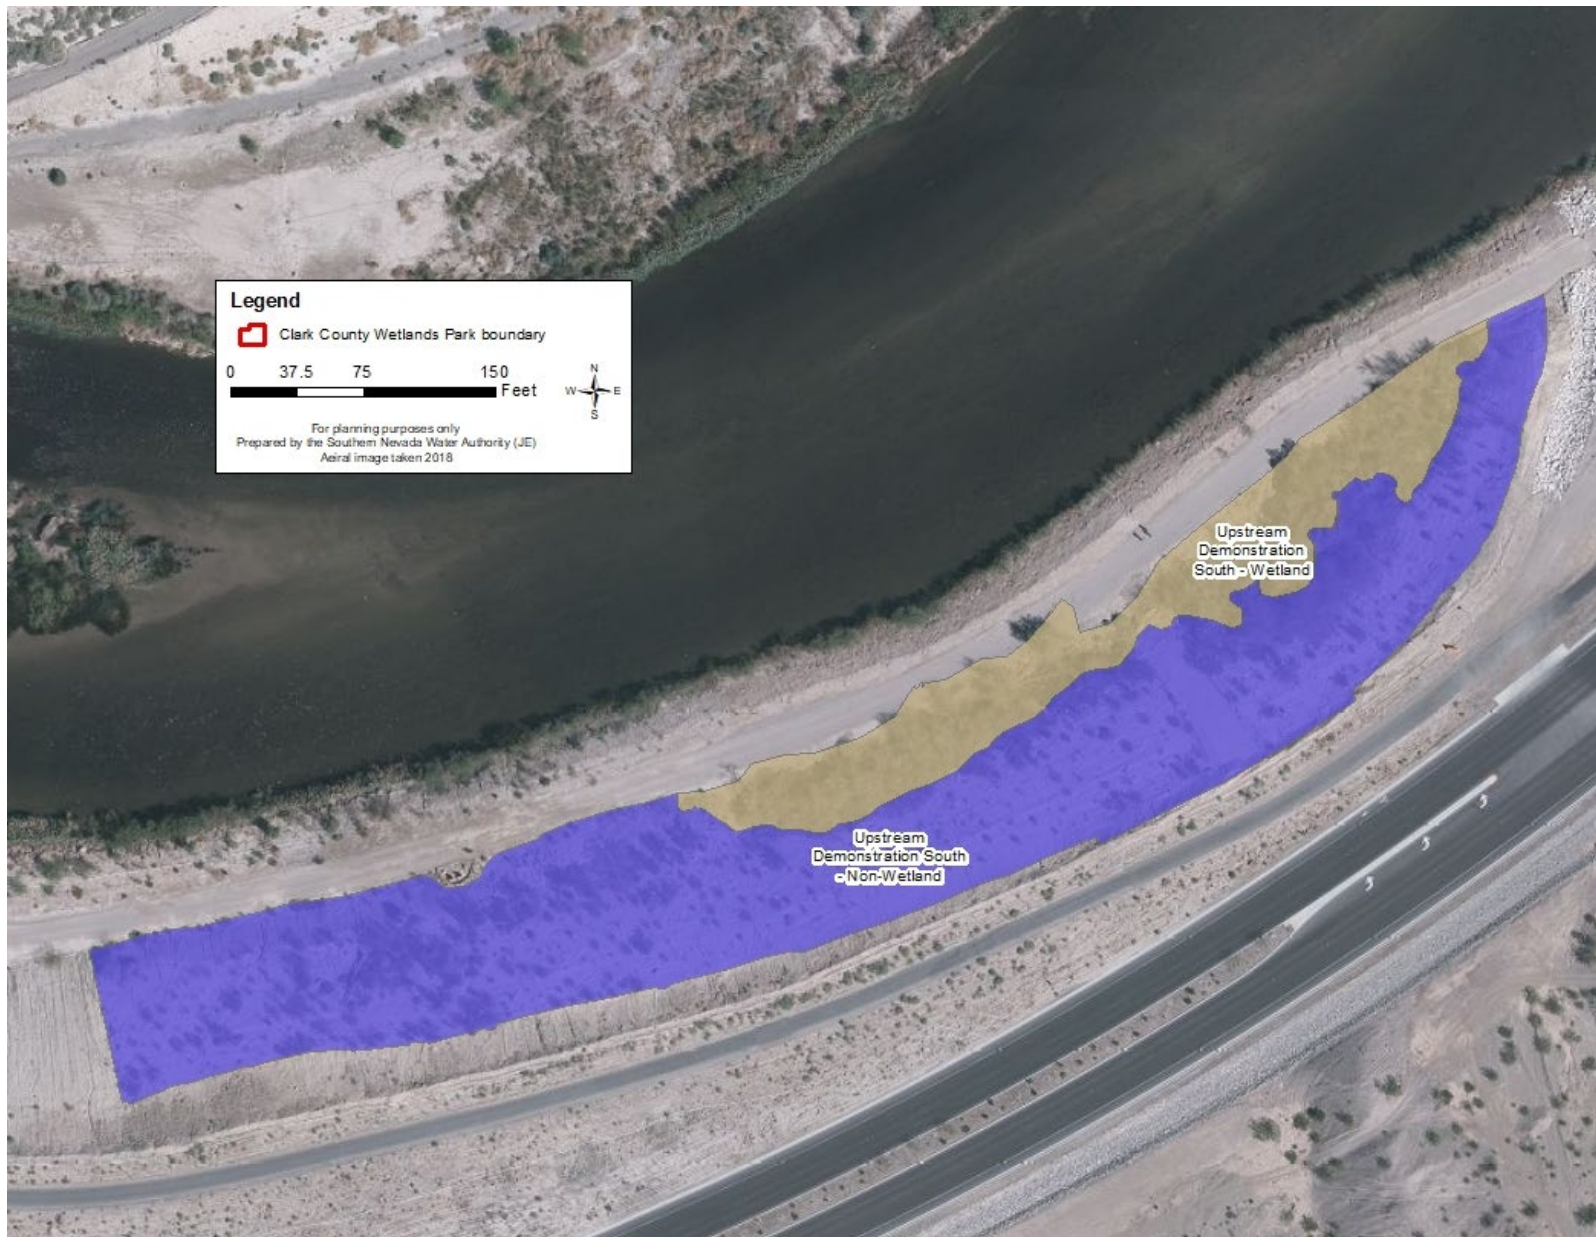 Legend
Clark County Wetlands Park boundary
0 37.5 75 150
Feet
N
W E
S
For planning purposes only
Prepared by the Southern Nevada Water Authority (JE)
Aeiral image taken 2018
Upstream
Demonstration
South - Wetland
Upstream
Demonstration South
- Non-Wetland